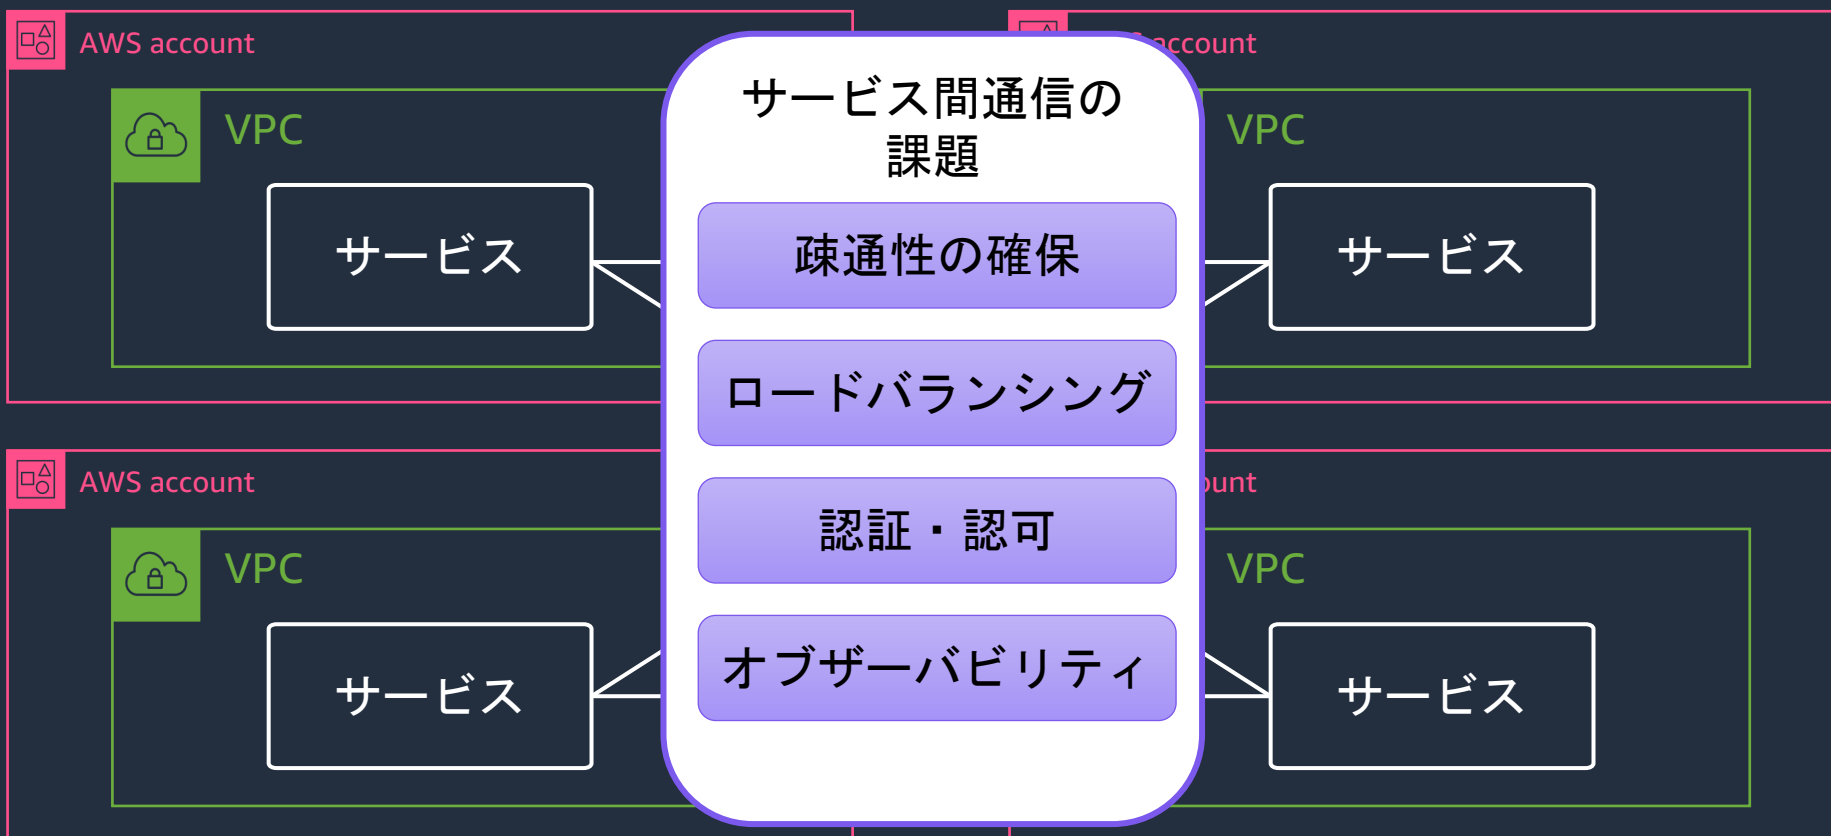 AWS account
account
VPC
サービス
VPC
サービス
サービス間通信の
課題
疎通性の確保
ロードバランシング
認証・認可
オブザーバビリティ
AWS account
VPC
サービス
VPC
サービス